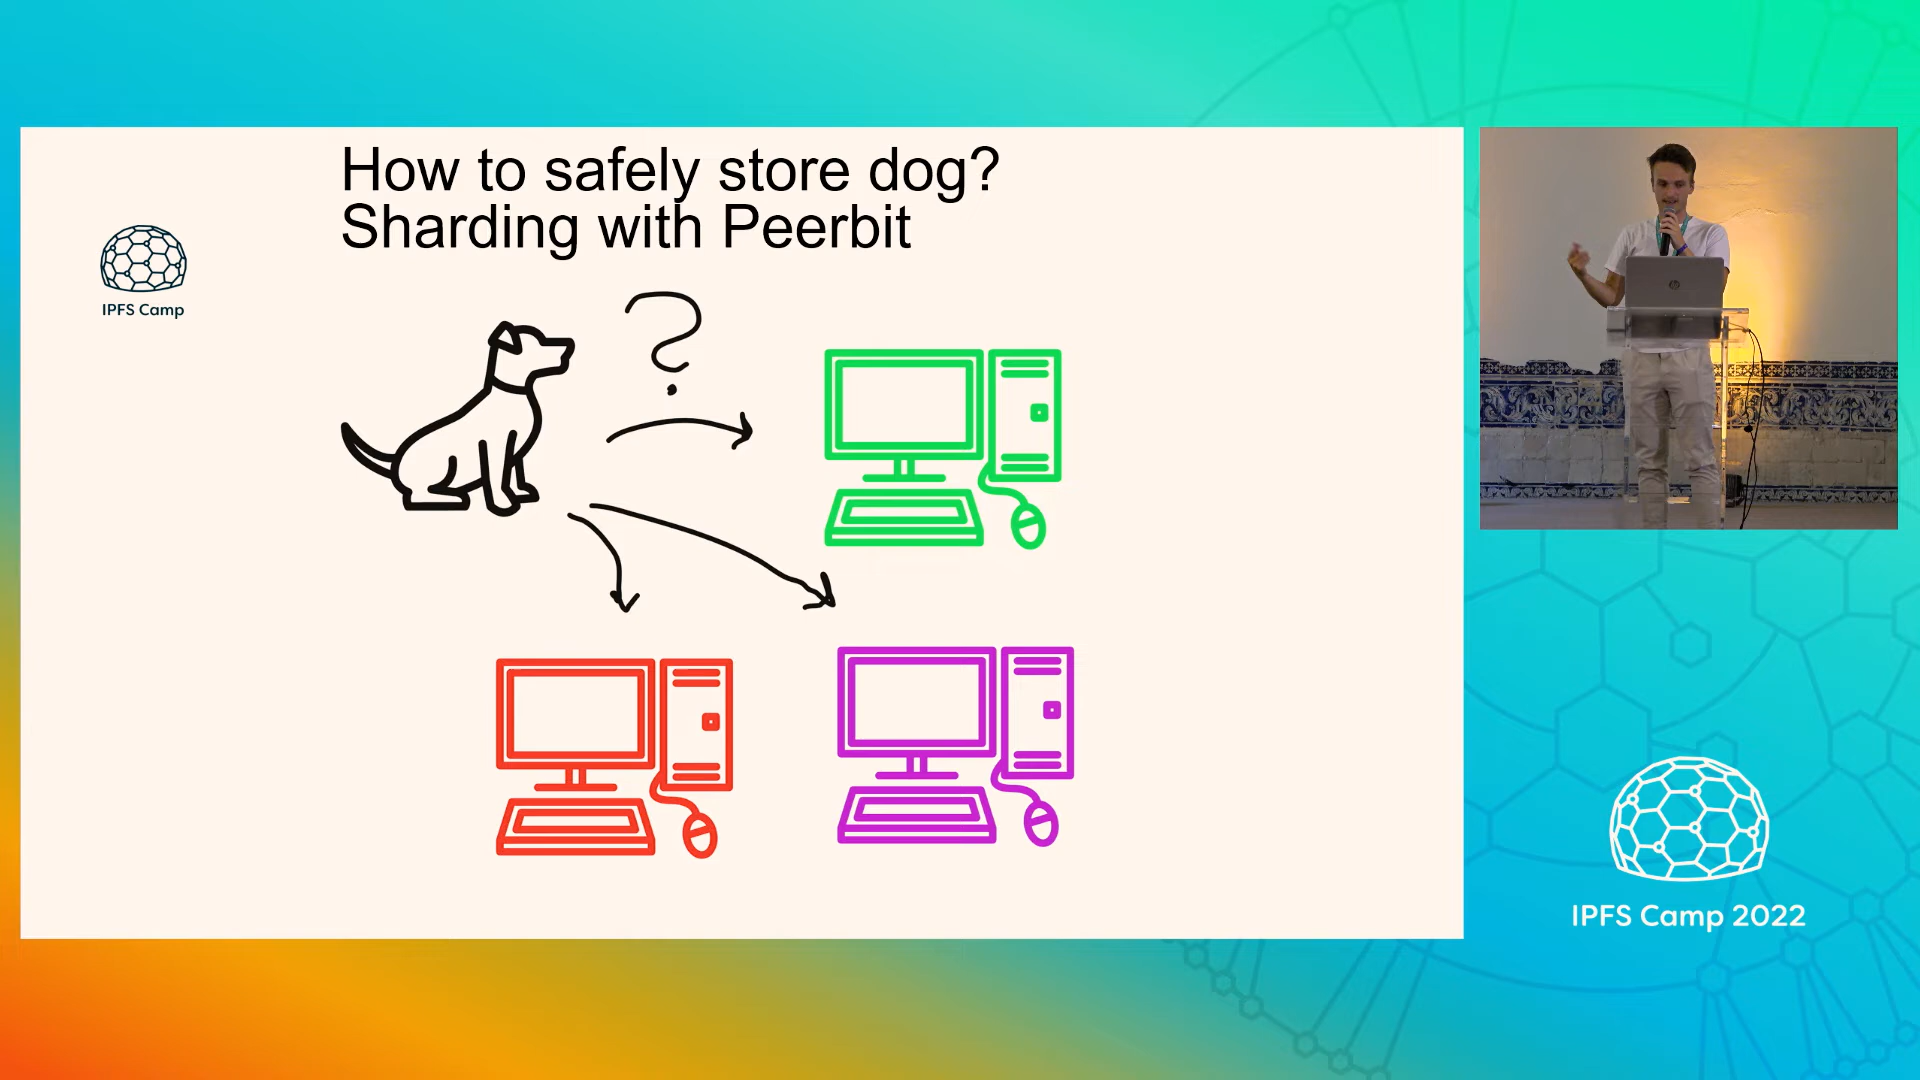 How to safely store dog?
Sharding with Peerbit
IPFS Camp
?
IPFS Camp 2022